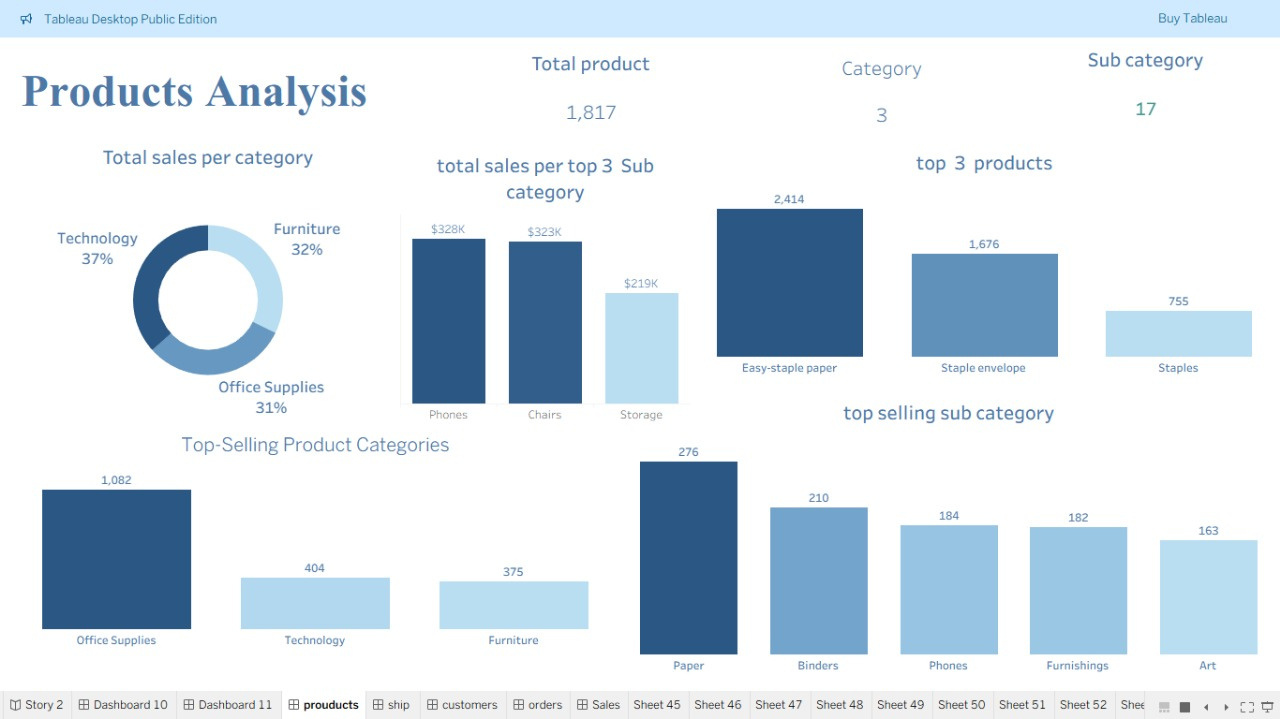 Tableau Desktop Public Edition
Buy Tableau
Products Analysis
Total product
1,817
Category
3
Sub category
17
Total sales per category
Technology
37%
Furniture
32%
Office Supplies
31%
total sales per top 3 Sub
category
$328K
$323K
$219K
Phones
Chairs
Storage
top 3 products
2,414
1,676
755
Easy-staple paper
Staple envelope
Staples
Top-Selling Product Categories
1,082
404
375
Office Supplies
Technology
Furniture
top selling sub category
276
210
184
182
163
Paper
Binders
Phones
Furnishings
Art
Story 2
Dashboard 10
Dashboard 11
prouducts
ship
customers
orders
Sales
Sheet 45
Sheet 46
Sheet 47
Sheet 48
Sheet 49
Sheet 50
Sheet 51
Sheet 52
Shee